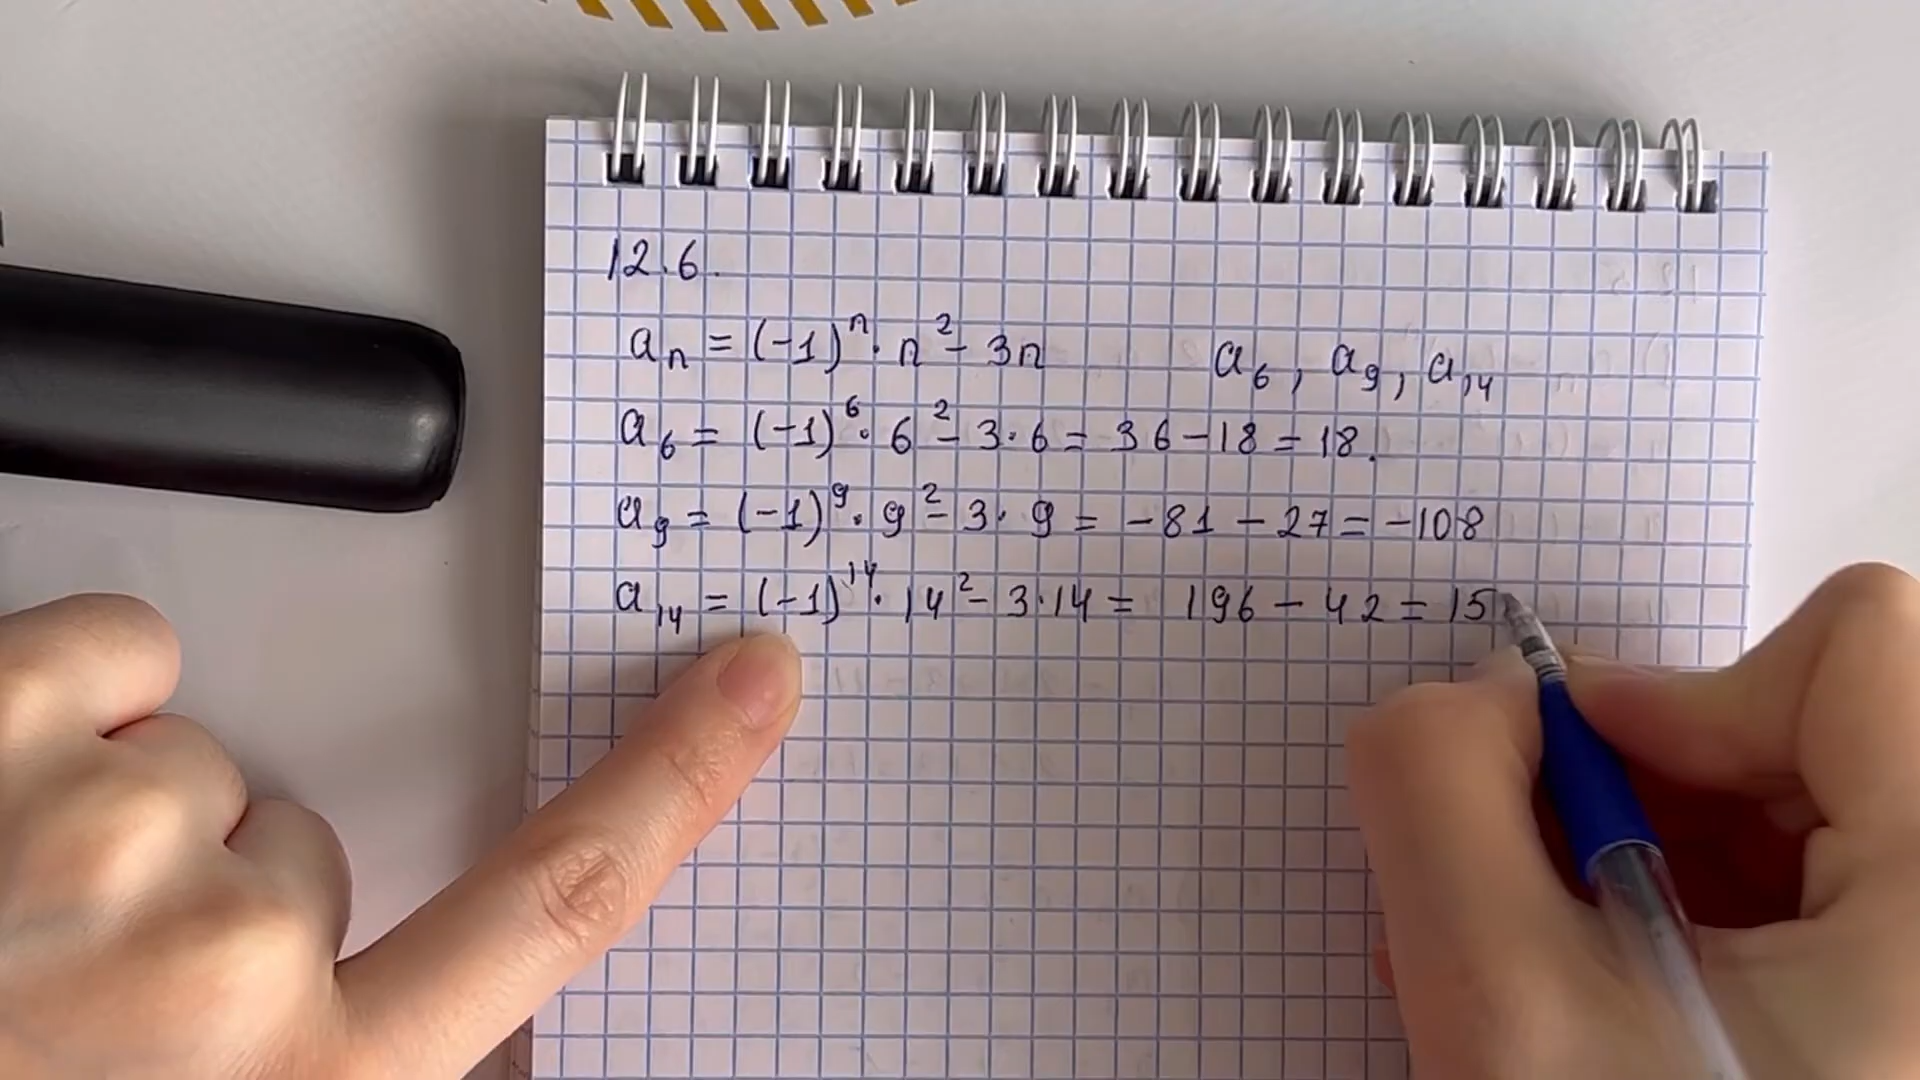 12.6.
aₙ = (-1)ⁿ · n² - 3n a₆, a₉, a₁₄
a₆ = (-1)⁶ · 6² - 3 · 6 = 36 - 18 = 18.
a₉ = (-1)⁹ · 9² - 3 · 9 = -81 - 27 = -108
a₁₄ = (-1)¹⁴ · 14² - 3 · 14 = 196 - 42 = 15